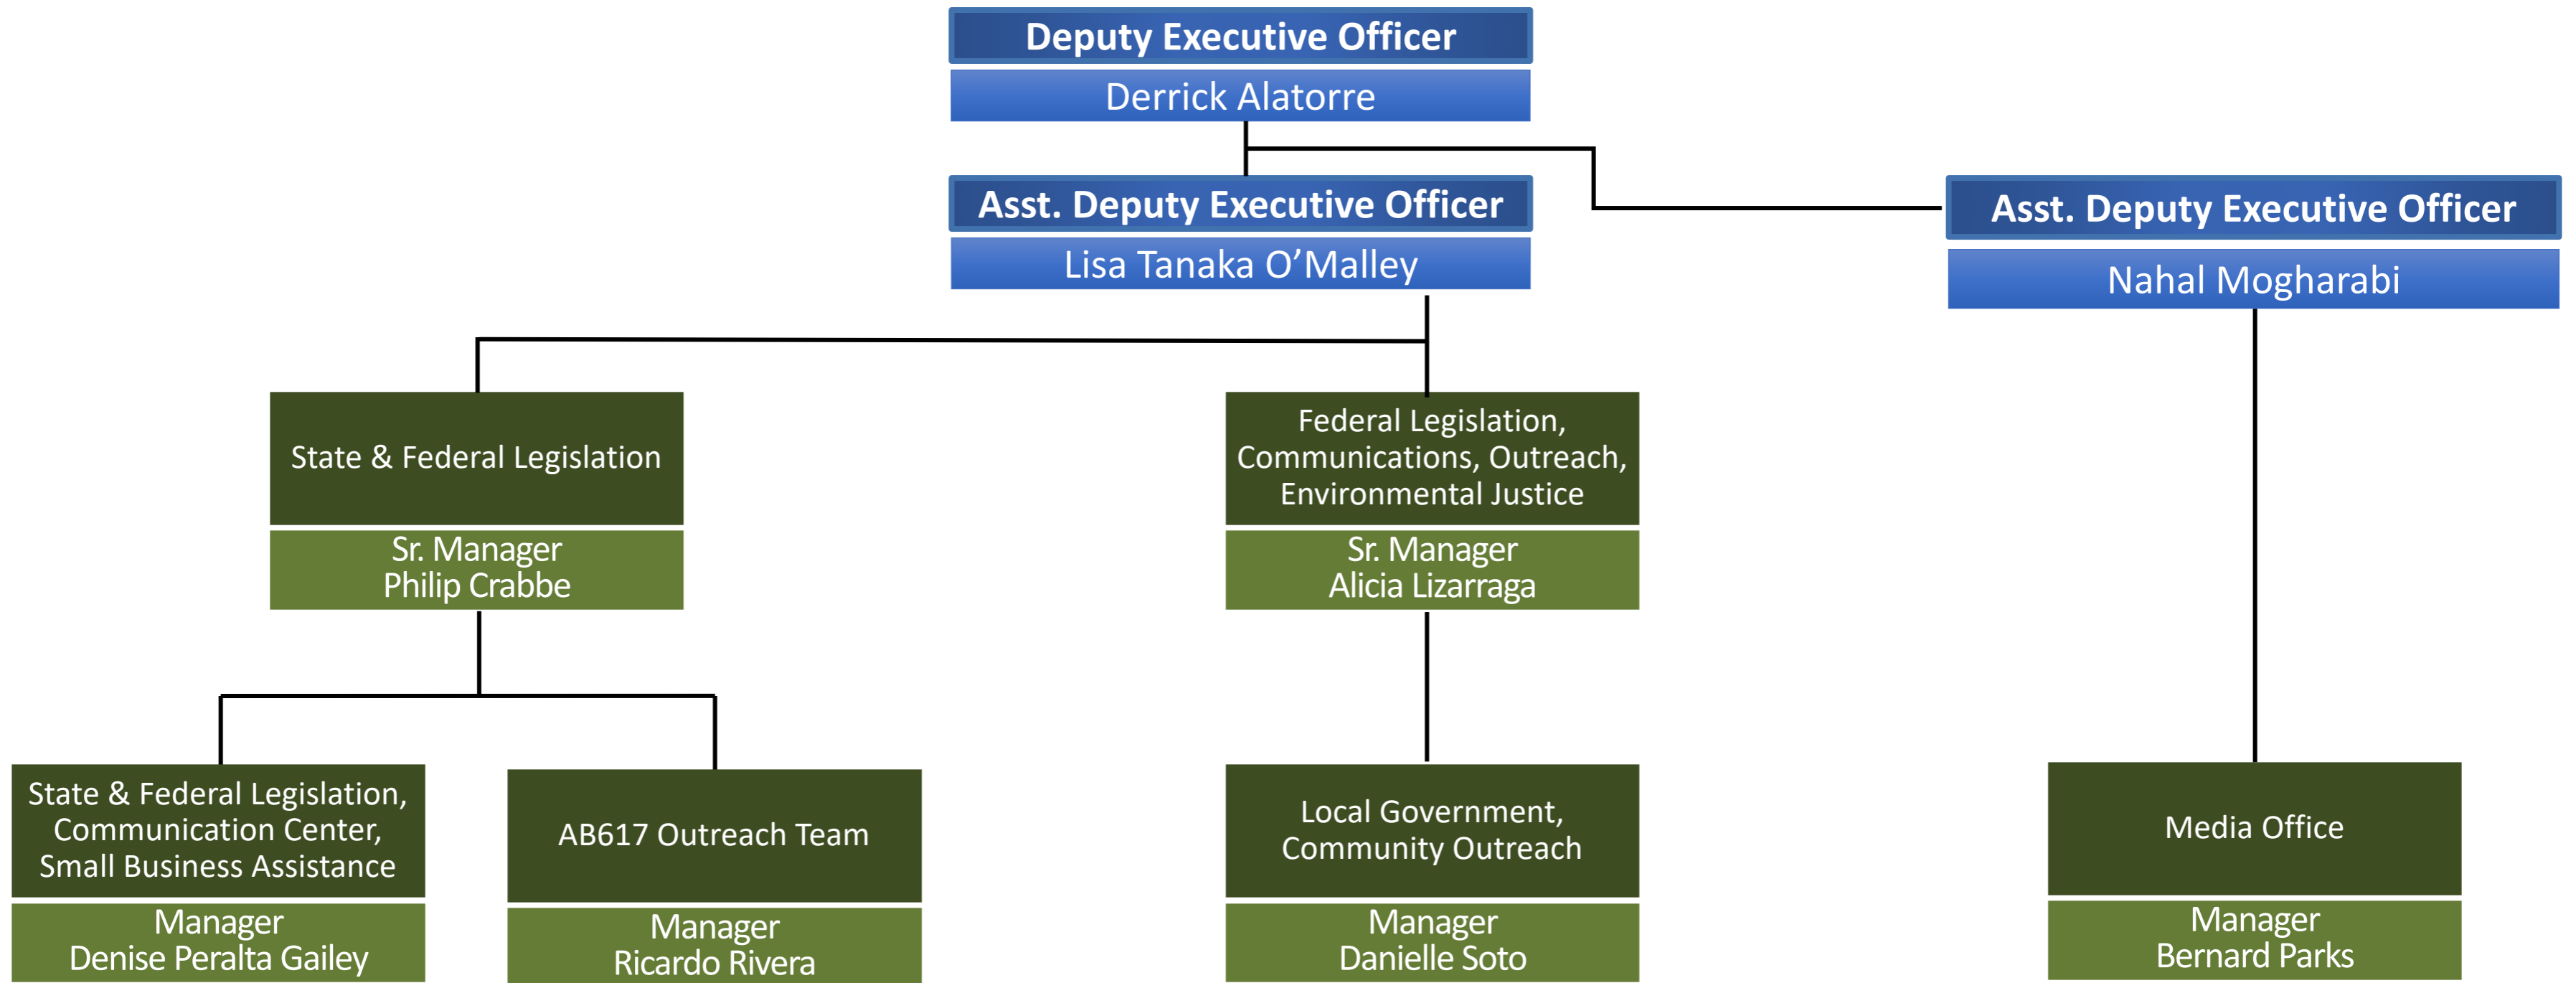 Deputy Executive Officer
Derrick Alatorre
Asst. Deputy Executive Officer
Lisa Tanaka O’Malley
Asst. Deputy Executive Officer
Nahal Mogharabi
State & Federal Legislation
Sr. Manager
Philip Crabbe
Federal Legislation,
Communications, Outreach,
Environmental Justice
Sr. Manager
Alicia Lizarraga
State & Federal Legislation,
Communication Center,
Small Business Assistance
Manager
Denise Peralta Gailey
AB617 Outreach Team
Manager
Ricardo Rivera
Local Government,
Community Outreach
Manager
Danielle Soto
Media Office
Manager
Bernard Parks